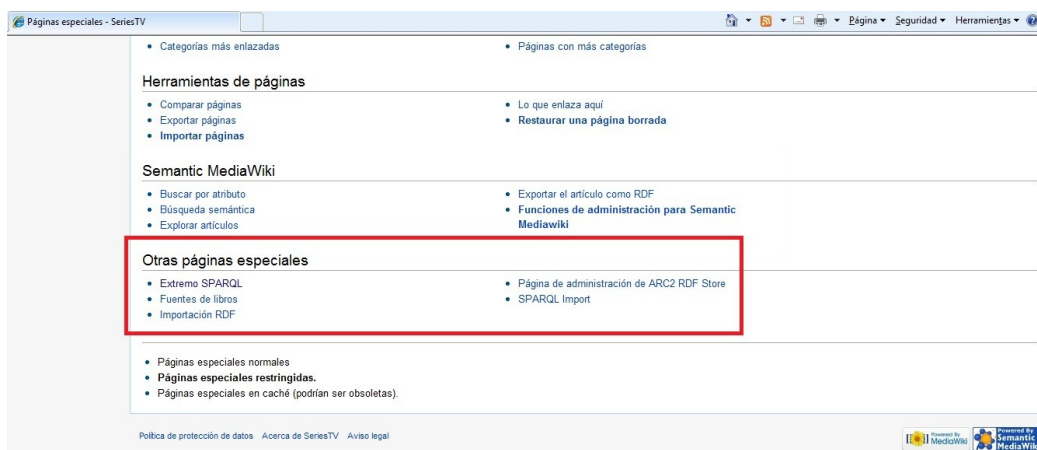 Páginas especiales - SeriesTV
Página Seguridad Herramientas
Categorías más enlazadas
Páginas con más categorías
Herramientas de páginas
Comparar páginas
Lo que enlaza aquí
Exportar páginas
Restaurar una página borrada
Importar páginas
Semantic MediaWiki
Buscar por atributo
Exportar el artículo como RDF
Búsqueda semántica
Funciones de administración para Semantic
Mediawiki
Explorar artículos
Otras páginas especiales
Extremo SPARQL
Página de administración de ARC2 RDF Store
Fuentes de libros
SPARQL Import
Importación RDF
Páginas especiales normales
Páginas especiales restringidas.
Páginas especiales en caché (podrían ser obsoletas).
Política de protección de datos Acerca de SeriesTV Aviso legal
Powered By
MediaWiki
Powered By
Semantic
MediaWik